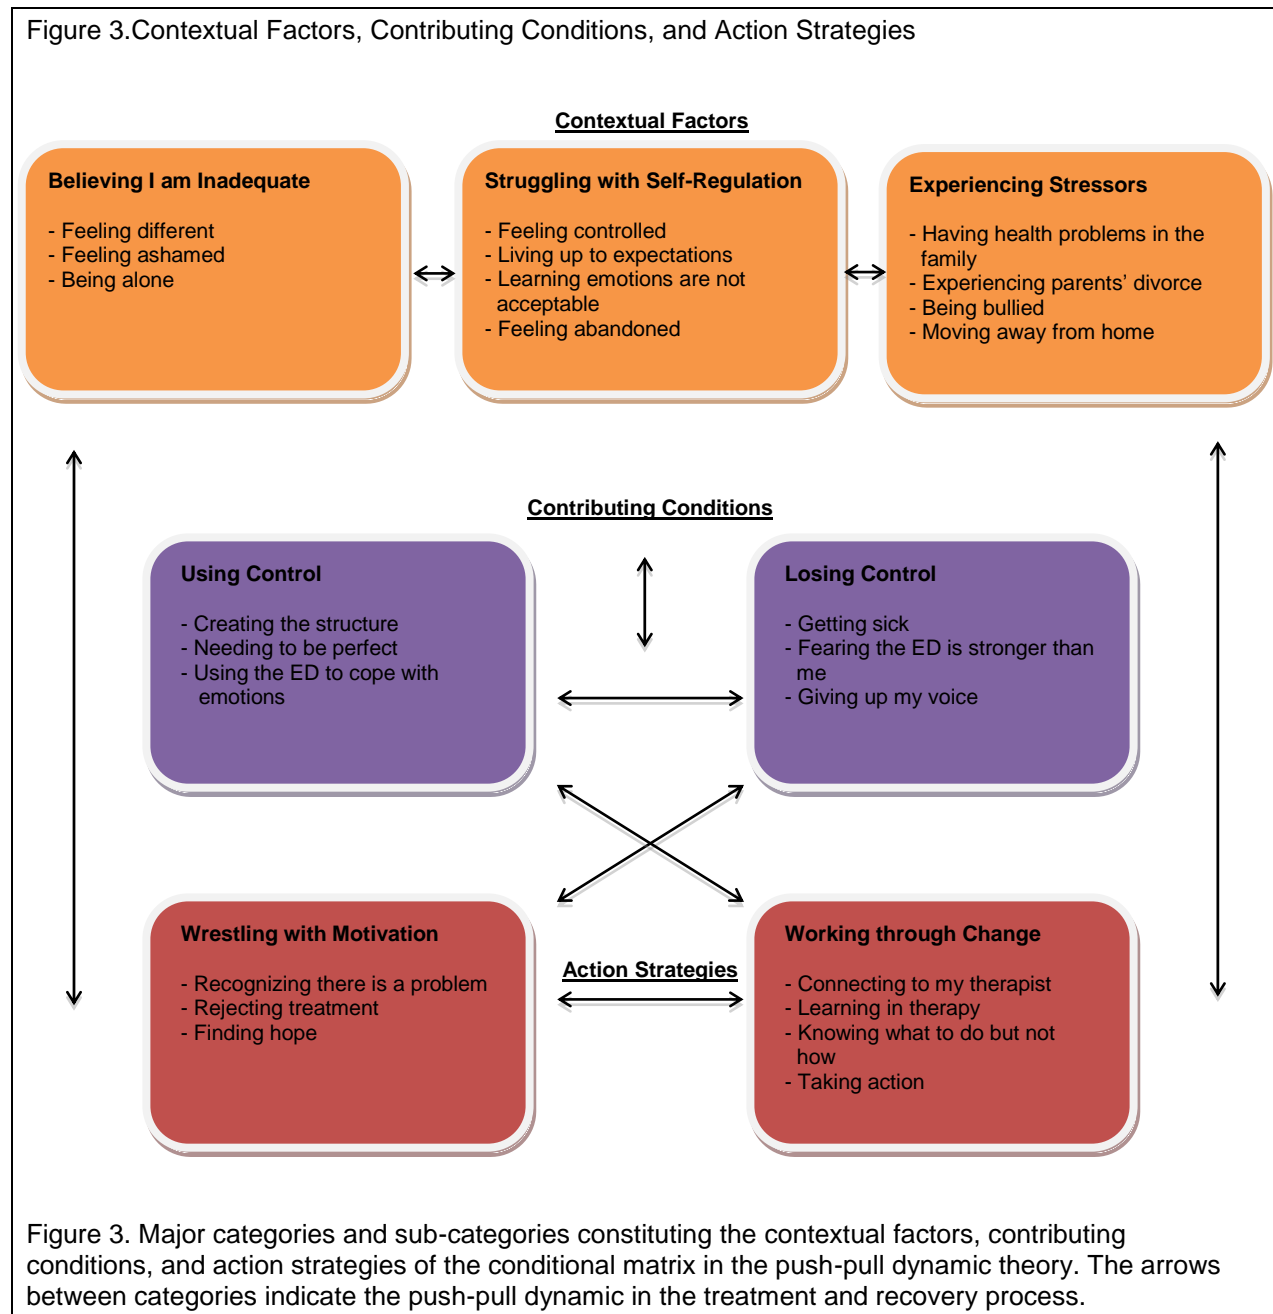 Figure 3.Contextual Factors, Contributing Conditions, and Action Strategies
Contextual Factors
Believing I am Inadequate
- Feeling different
- Feeling ashamed
- Being alone
Struggling with Self-Regulation
- Feeling controlled
- Living up to expectations
- Learning emotions are not
acceptable
- Feeling abandoned
Experiencing Stressors
- Having health problems in the
family
- Experiencing parents’ divorce
- Being bullied
- Moving away from home
Contributing Conditions
Using Control
- Creating the structure
- Needing to be perfect
- Using the ED to cope with
emotions
Losing Control
- Getting sick
- Fearing the ED is stronger than
me
- Giving up my voice
Wrestling with Motivation
- Recognizing there is a problem
- Rejecting treatment
- Finding hope
Action Strategies
Working through Change
- Connecting to my therapist
- Learning in therapy
- Knowing what to do but not
how
- Taking action
Figure 3. Major categories and sub-categories constituting the contextual factors, contributing
conditions, and action strategies of the conditional matrix in the push-pull dynamic theory. The arrows
between categories indicate the push-pull dynamic in the treatment and recovery process.